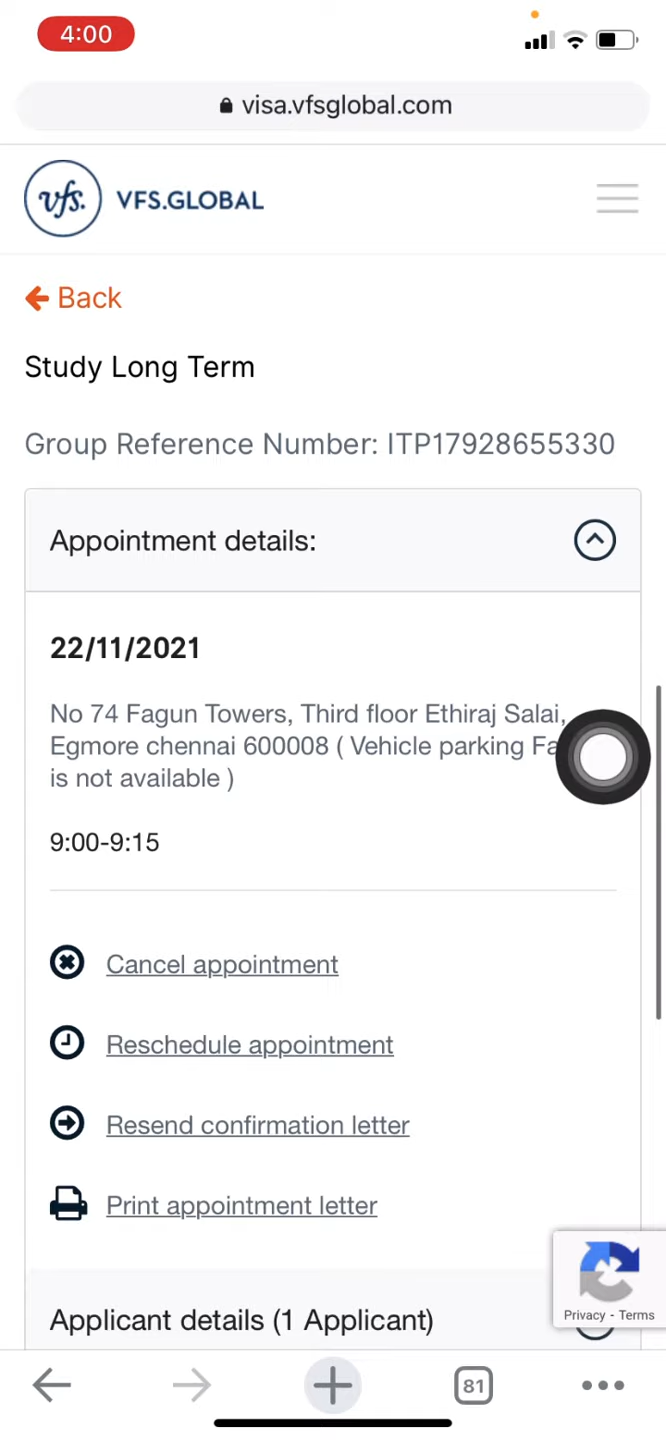 4:00
visa.vfsglobal.com
vfs. VFS.GLOBAL
Back
Study Long Term
Group Reference Number: ITP17928655330
Appointment details:
22/11/2021
No 74 Fagun Towers, Third floor Ethiraj Salai,
Egmore chennai 600008 ( Vehicle parking Fa
is not available )
9:00-9:15
Cancel appointment
Reschedule appointment
Resend confirmation letter
Print appointment letter
Privacy - Terms
Applicant details (1 Applicant)
81